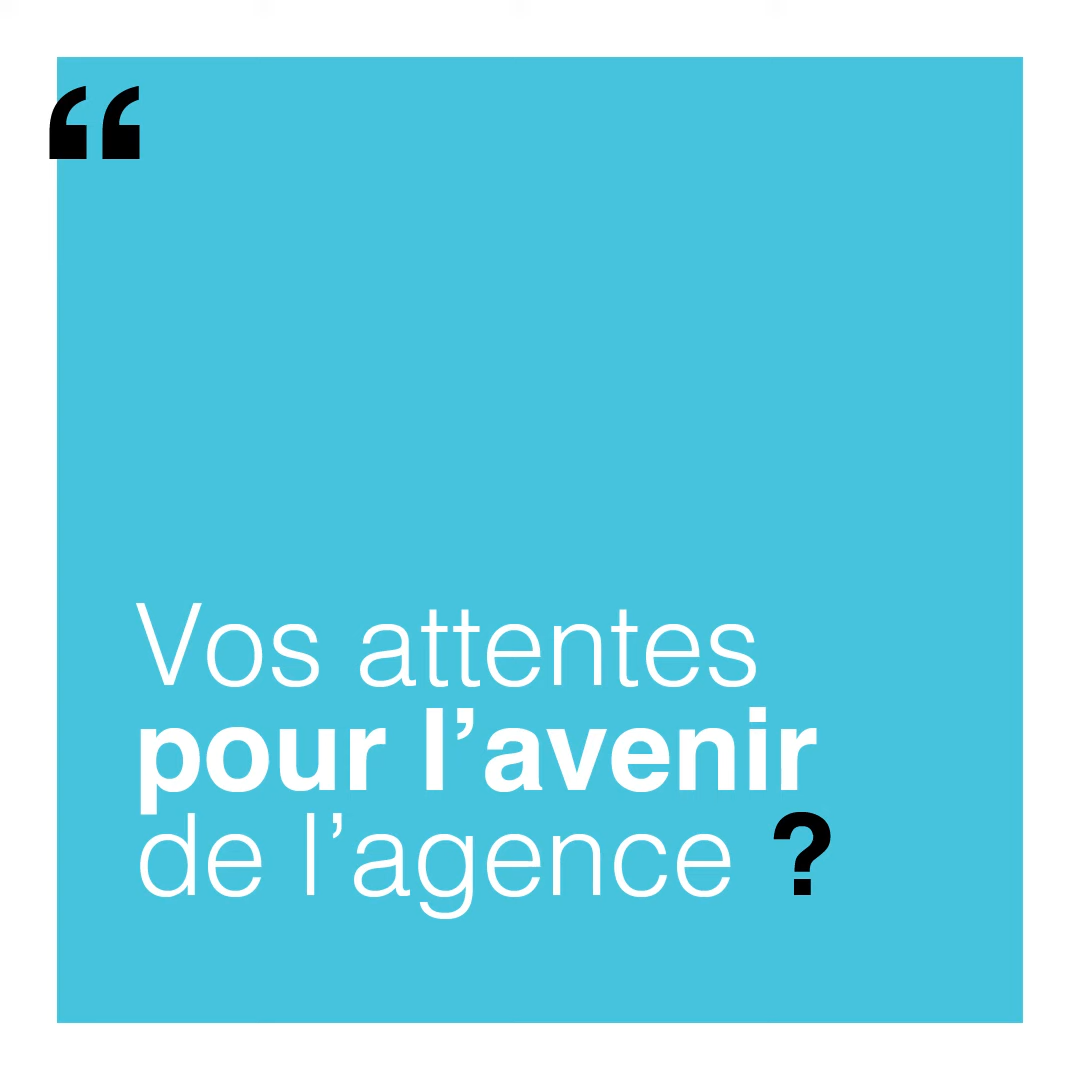 “
Vos attentes
pour l’avenir
de l’agence ?